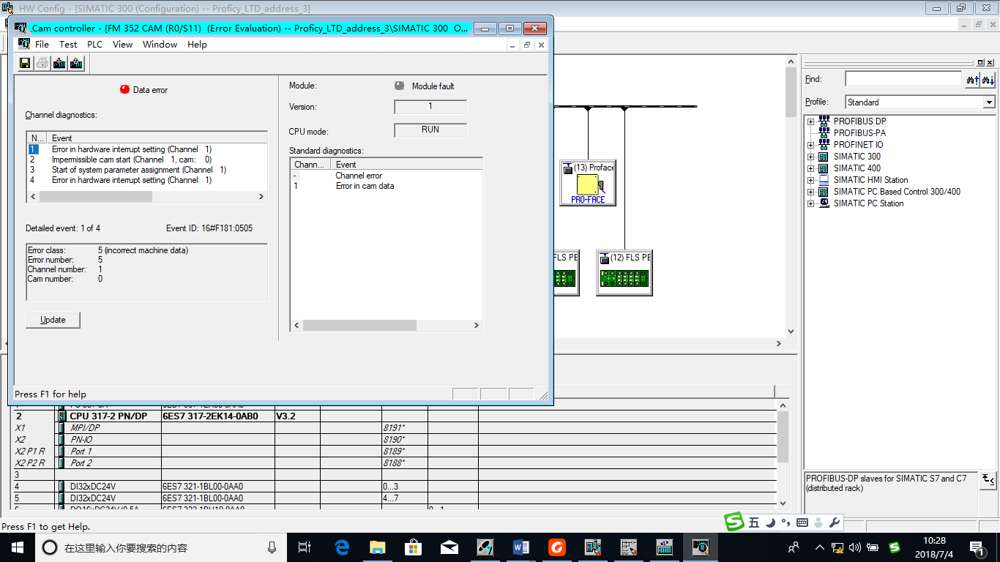 HW Config - [SIMATIC 300 (Configuration) -- Proficy_LTD_address_3]
Cam controller - [FM 352 CAM (R0/S11) (Error Evaluation) -- Proficy_LTD_address_3\SIMATIC 300 O...
File Test PLC View Window Help
Data error
Channel diagnostics:
N... Event
1 Error in hardware interrupt setting (Channel 1)
2 Impermissible cam start (Channel 1, cam: 0)
3 Start of system parameter assignment (Channel 1)
4 Error in hardware interrupt setting (Channel 1)
Detailed event: 1 of 4 Event ID: 16#F181:0505
Error class: 5 (incorrect machine data)
Error number: 5
Channel number: 1
Cam number: 0
Update
Module: Module fault
Version: 1
CPU mode: RUN
Standard diagnostics:
Chann... Event
- Channel error
1 Error in cam data
Press F1 for help
(13) Proface
PRO-FACE
FLS PE
(12) FLS PE
Find:
Profile: Standard
PROFIBUS DP
PROFIBUS-PA
PROFINET IO
SIMATIC 300
SIMATIC 400
SIMATIC HMI Station
SIMATIC PC Based Control 300/400
SIMATIC PC Station
PROFIBUS-DP slaves for SIMATIC S7 and C7
(distributed rack)
2 CPU 317-2 PN/DP 6ES7 317-2EK14-0AB0 V3.2
X1 MPI/DP 8191*
X2 PN-IO 8190*
X2 P1 R Port 1 8189*
X2 P2 R Port 2 8188*
3
4 DI32xDC24V 6ES7 321-1BL00-0AA0 0...3
5 DI32xDC24V 6ES7 321-1BL00-0AA0 4...7
Press F1 to get Help.
五
在这里输入你要搜索的内容
10:28
2018/7/4
1